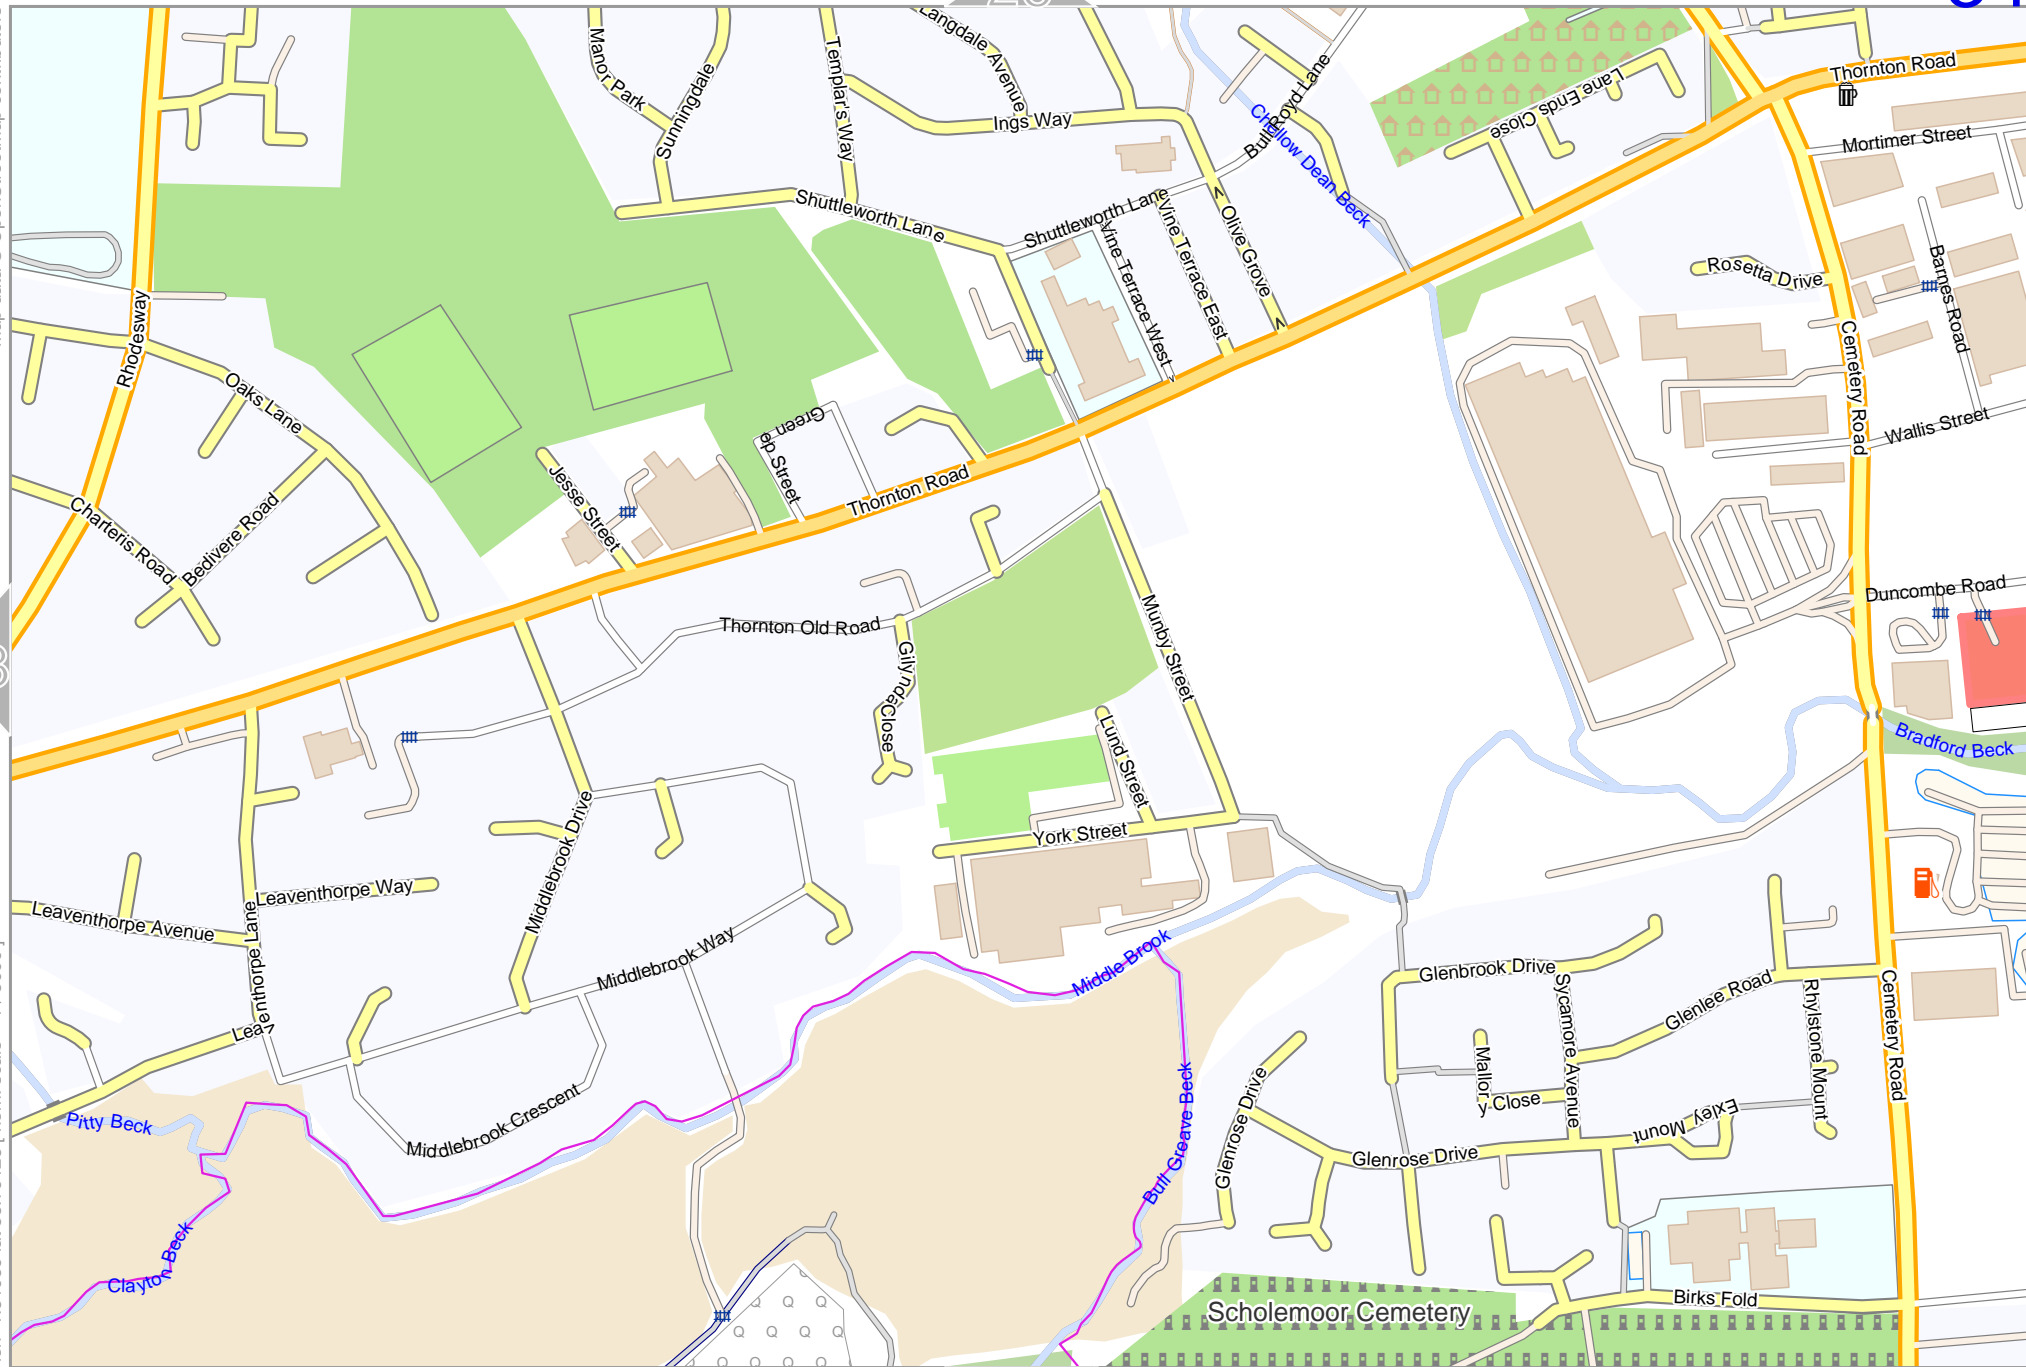 Langdale Avenue
Manor Park
Sunningdale
Templar's Way
Ings Way
Bull Royd Lane
Chellow Dean Beck
Lane Ends Close
Thornton Road
Mortimer Street
Shuttleworth Lane
Shuttleworth Lane
Vine Terrace West
Vine Terrace East
Olive Grove
Rosetta Drive
Barnes Road
Rhodesway
Oaks Lane
Cemetery Road
Wallis Street
Green
Jesse Street
Thornton Road
Charteris Road
Bedivere Road
Duncombe Road
Thornton Old Road
Gilynda Close
Munby Street
Lund Street
York Street
Bradford Beck
Middlebrook Drive
Leaventhorpe Way
Leaventhorpe Avenue
Leaventhorpe Lane
Middlebrook Way
Middle Brook
Glenbrook Drive
Sycamore Avenue
Glenlee Road
Rhylstone Mount
Cemetery Road
Mallory Close
Exley Mount
Pitty Beck
Middlebrook Crescent
Bull Greave Beck
Glenrose Drive
Glenrose Drive
Clayton Beck
Scholemoor Cemetery
Birks Fold